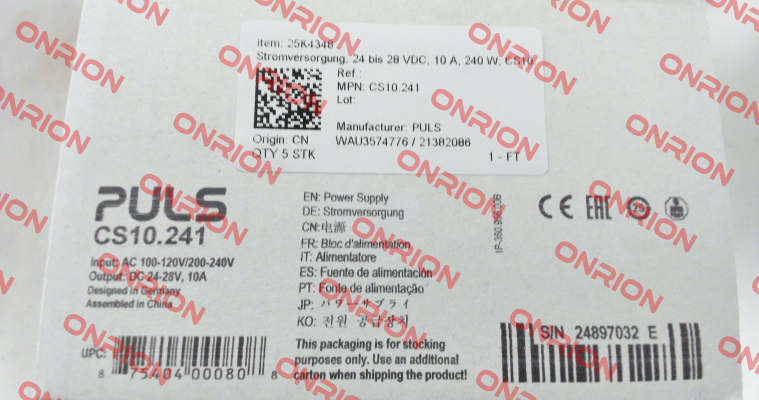 item: 25K4348
Stromversorgung, 24 bis 28 VDC, 10 A, 240 W, CS10
Ref.:
MPN: CS10.241
Lot:
Manufacturer: PULS
Origin: CN
WAU3574776 / 21382086
QTY 5 STK
1 - FT
PULS
CS10.241
Input: AC 100-120V/200-240V
Output: DC 24-28V, 10A
Designed in Germany
Assembled in China
EN: Power Supply
DE: Stromversorgung
CN: 电源
FR: Bloc d'alimentation
IT: Alimentatore
ES: Fuente de alimentación
PT: Fonte de alimentação
JP: パワーサプライ
KO: 전원 공급장치
This packaging is for stocking
purposes only. Use an additional
carton when shipping the product!
CE EAC 25
UPC:
8 75404 00080 8
S/N 24897032 E
ONRION